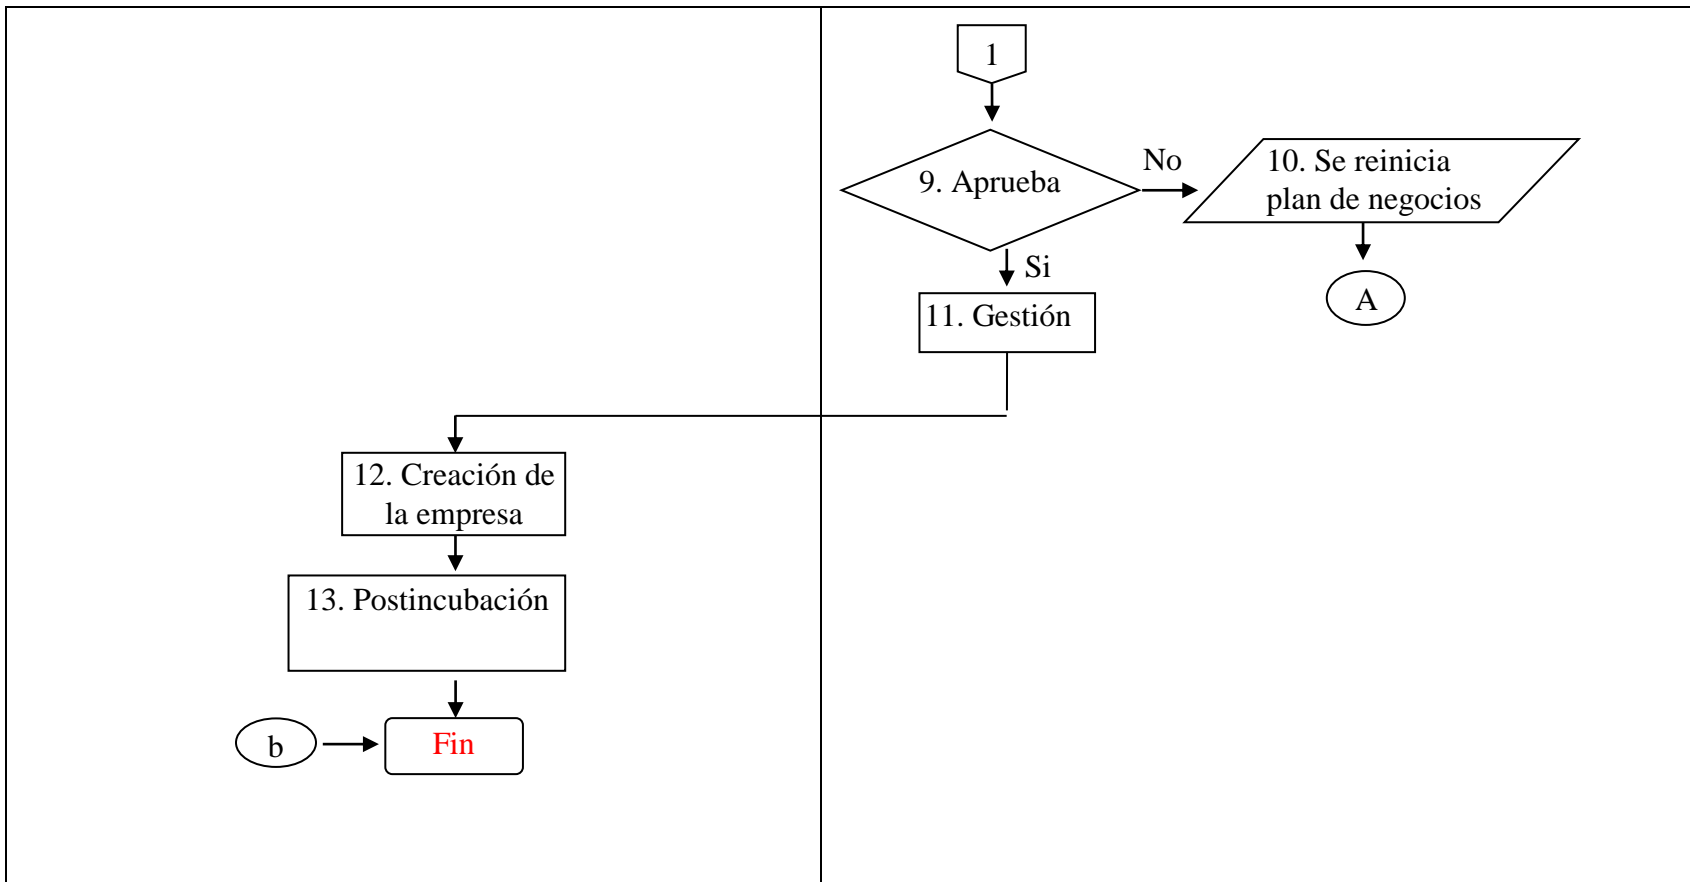 1
9. Aprueba
No
10. Se reinicia
plan de negocios
Si
A
11. Gestión
12. Creación de
la empresa
13. Postincubación
b
Fin